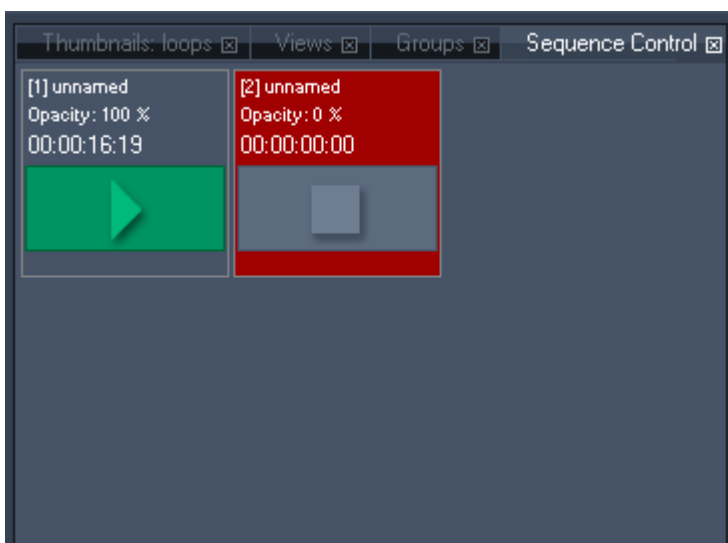 Thumbnails: loops Views Groups Sequence Control
[1] unnamed
Opacity: 100 %
00:00:16:19
[2] unnamed
Opacity: 0 %
00:00:00:00